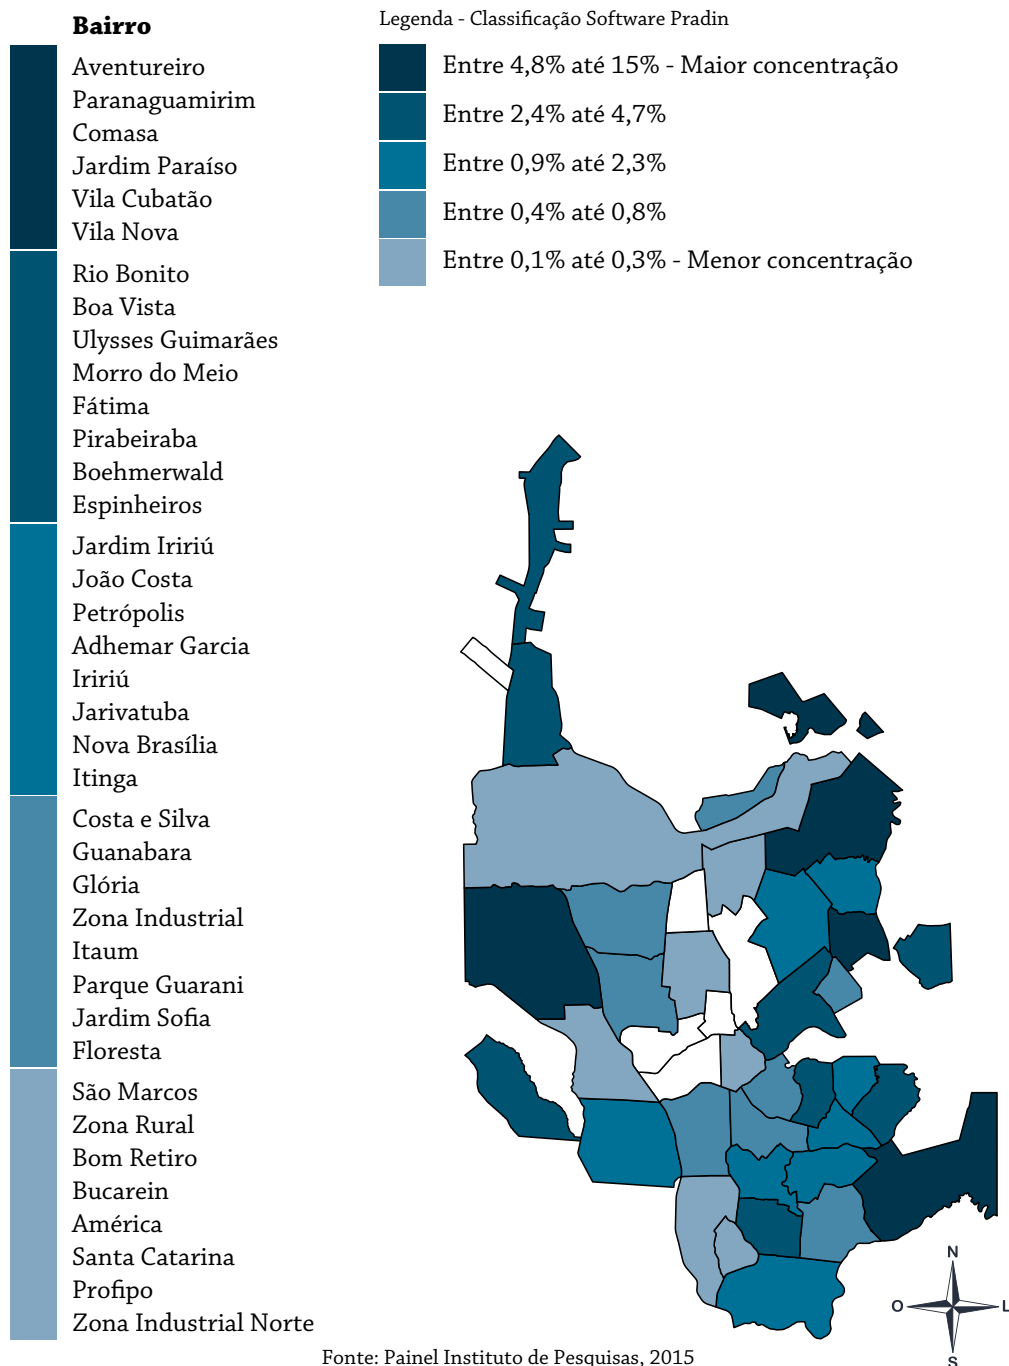 Bairro
Aventureiro
Paranaguamirim
Comasa
Jardim Paraíso
Vila Cubatão
Vila Nova
Rio Bonito
Boa Vista
Ulysses Guimarães
Morro do Meio
Fátima
Pirabeiraba
Boehmerwald
Espinheiros
Jardim Iririú
João Costa
Petrópolis
Adhemar Garcia
Iririú
Jarivatuba
Nova Brasília
Itinga
Costa e Silva
Guanabara
Glória
Zona Industrial
Itaum
Parque Guarani
Jardim Sofia
Floresta
São Marcos
Zona Rural
Bom Retiro
Bucarein
América
Santa Catarina
Profipo
Zona Industrial Norte
Legenda - Classificação Software Pradin
Entre 4,8% até 15% - Maior concentração
Entre 2,4% até 4,7%
Entre 0,9% até 2,3%
Entre 0,4% até 0,8%
Entre 0,1% até 0,3% - Menor concentração
N
O
L
S
Fonte: Painel Instituto de Pesquisas, 2015